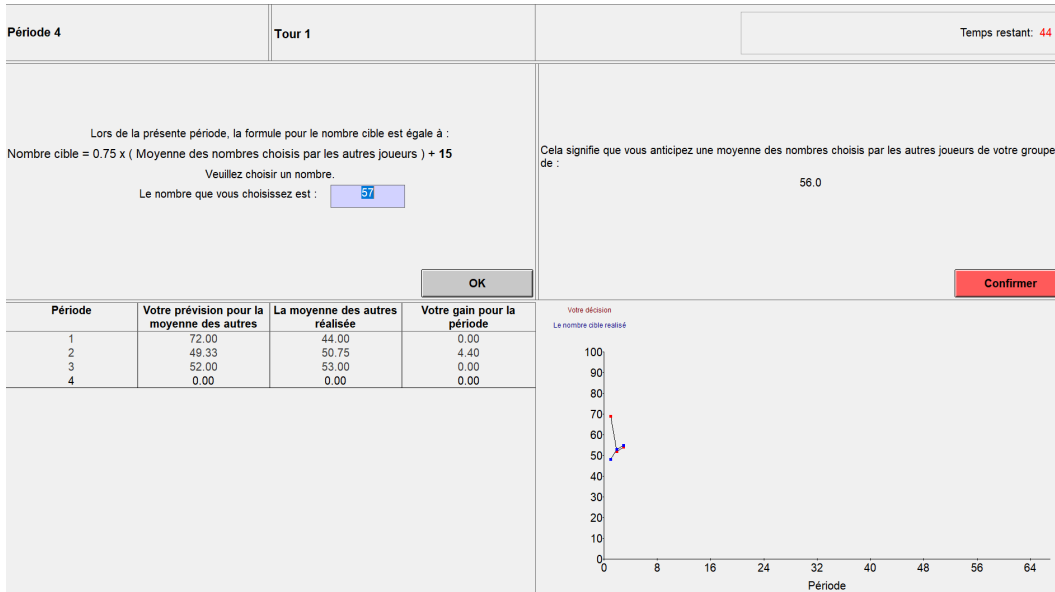 Période 4
Tour 1
Temps restant: 44
Lors de la présente période, la formule pour le nombre cible est égale à :
Nombre cible = 0.75 x ( Moyenne des nombres choisis par les autres joueurs ) + 15
Veuillez choisir un nombre.
Le nombre que vous choisissez est : 57
OK
Cela signifie que vous anticipez une moyenne des nombres choisis par les autres joueurs de votre groupe
de :
56.0
Confirmer
Période Votre prévision pour la La moyenne des autres Votre gain pour la
moyenne des autres réalisée période
1 72.00 44.00 0.00
2 49.33 50.75 4.40
3 52.00 53.00 0.00
4 0.00 0.00 0.00
Votre décision
Le nombre cible realisé
100
90
80
70
60
50
40
30
20
10
0
0 8 16 24 32 40 48 56 64
Période